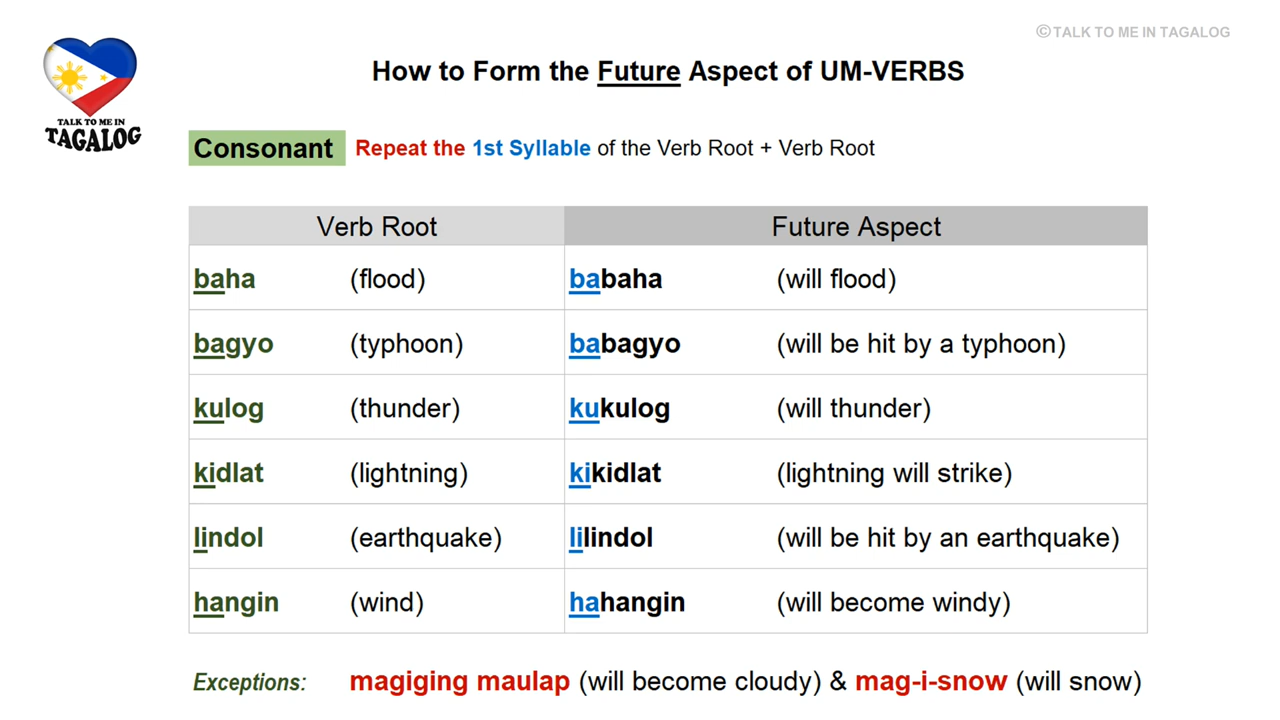 ©TALK TO ME IN TAGALOG
TALK TO ME IN
TAGALOG
How to Form the Future Aspect of UM-VERBS
Consonant Repeat the 1st Syllable of the Verb Root + Verb Root
Verb Root Future Aspect
baha (flood) babaha (will flood)
bagyo (typhoon) babagyo (will be hit by a typhoon)
kulog (thunder) kukulog (will thunder)
kidlat (lightning) kikidlat (lightning will strike)
lindol (earthquake) lilindol (will be hit by an earthquake)
hangin (wind) hahangin (will become windy)
Exceptions: magiging maulap (will become cloudy) & mag-i-snow (will snow)